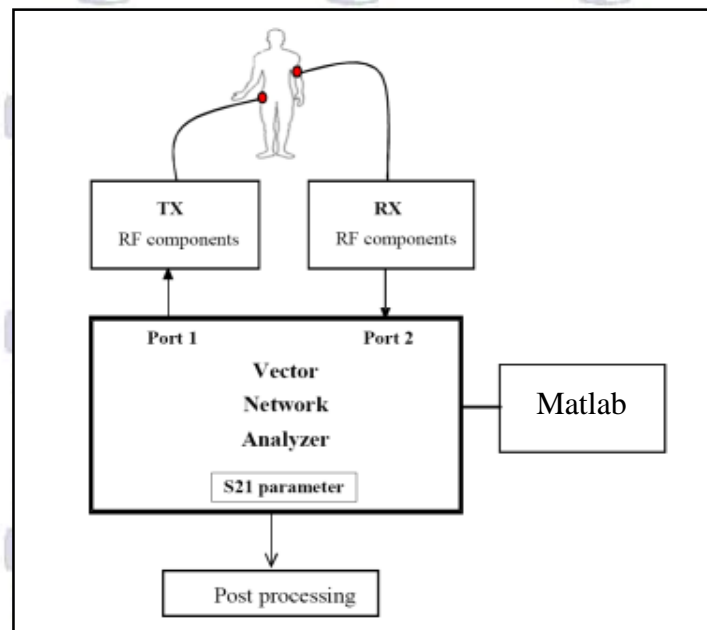 TX
RF components
RX
RF components
Port 1
Port 2
Vector
Network
Analyzer
S21 parameter
Matlab
Post processing